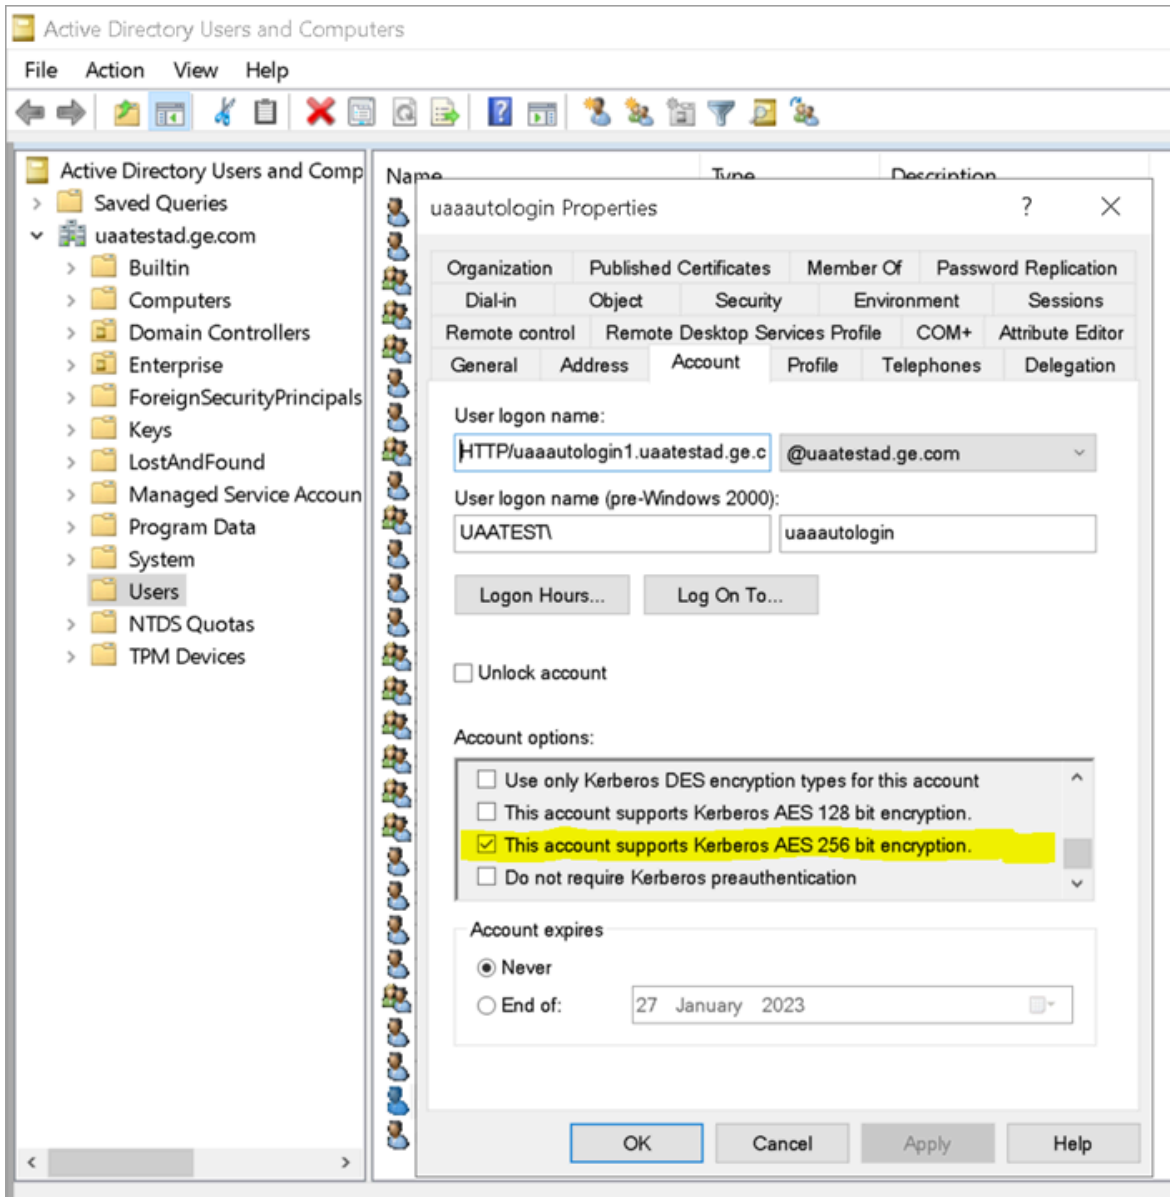 Active Directory Users and Computers
File Action View Help
Active Directory Users and Comp
Saved Queries
uaatestad.ge.com
Builtin
Computers
Domain Controllers
Enterprise
ForeignSecurityPrincipals
Keys
LostAndFound
Managed Service Accoun
Program Data
System
Users
NTDS Quotas
TPM Devices
Name Type Description
uaaautologin Properties
Organization Published Certificates Member Of Password Replication
Dial-in Object Security Environment Sessions
Remote control Remote Desktop Services Profile COM+ Attribute Editor
General Address Account Profile Telephones Delegation
User logon name:
HTTP/uaaautologin1.uaatestad.ge.c @uaatestad.ge.com
User logon name (pre-Windows 2000):
UAATEST\ uaaautologin
Logon Hours... Log On To...
Unlock account
Account options:
Use only Kerberos DES encryption types for this account
This account supports Kerberos AES 128 bit encryption.
This account supports Kerberos AES 256 bit encryption.
Do not require Kerberos preauthentication
Account expires
Never
End of: 27 January 2023
OK Cancel Apply Help